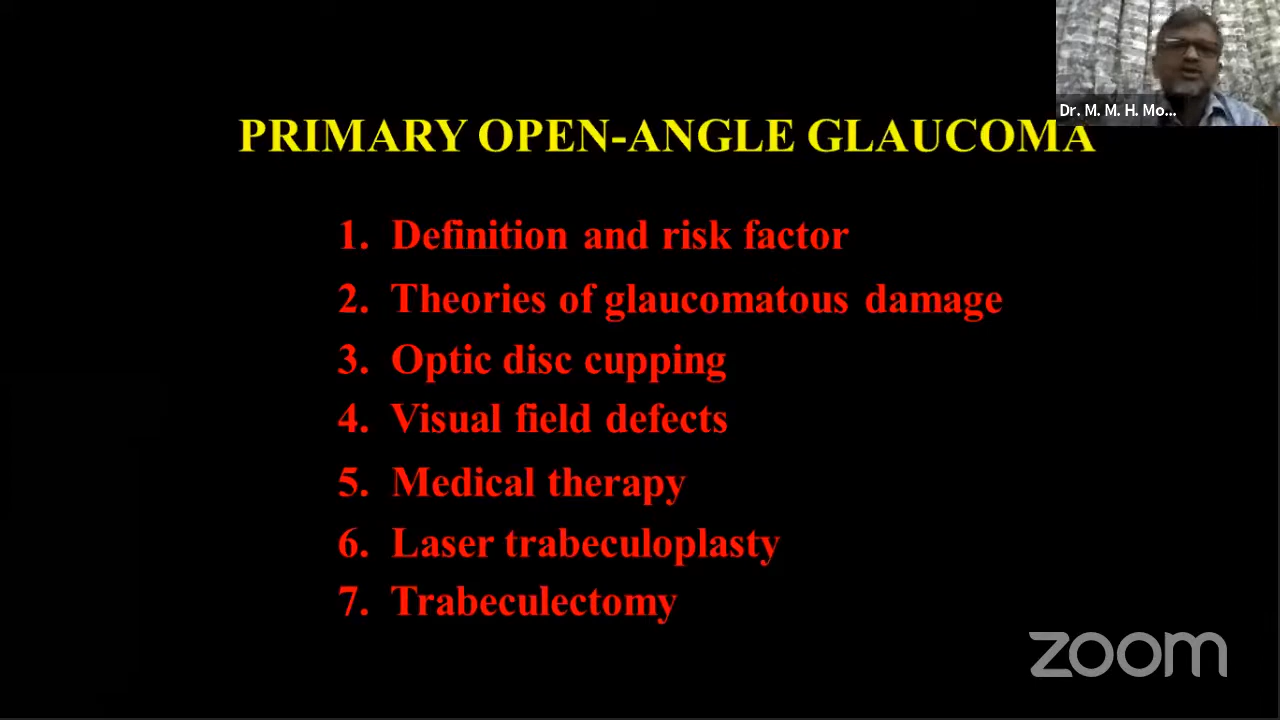 Dr. M. M. H. Mo...
PRIMARY OPEN-ANGLE GLAUCOMA
1. Definition and risk factor
2. Theories of glaucomatous damage
3. Optic disc cupping
4. Visual field defects
5. Medical therapy
6. Laser trabeculoplasty
7. Trabeculectomy
zoom